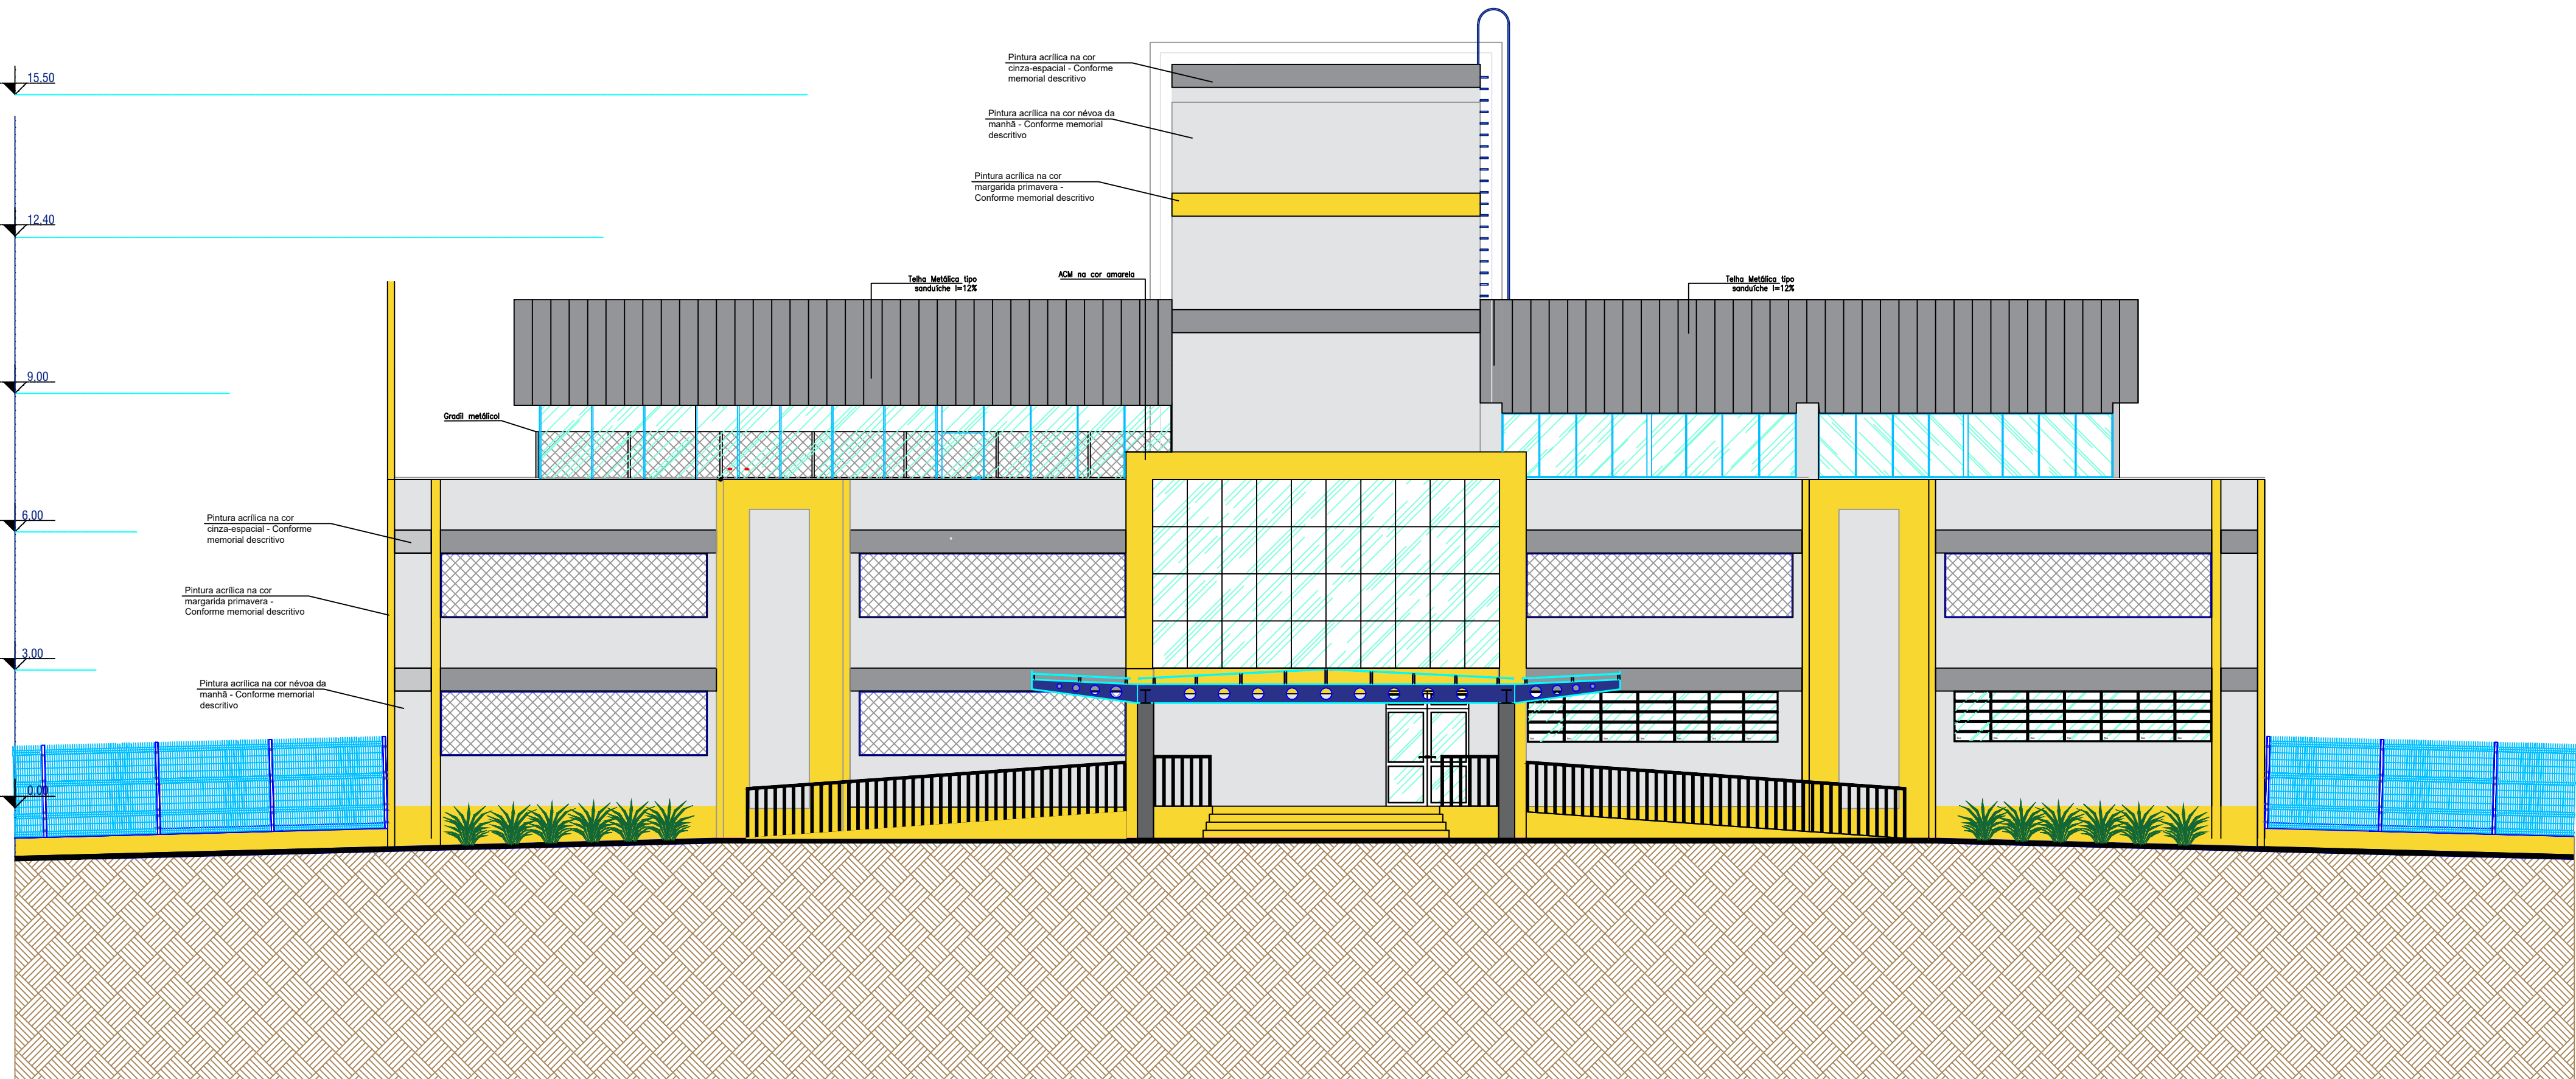 15.50
Pintura acrílica na cor
cinza-espacial - Conforme
memorial descritivo
Pintura acrílica na cor névoa da
manhã - Conforme memorial
descritivo
Pintura acrílica na cor
margarida primavera -
Conforme memorial descritivo
12.40
Telha Metálica tipo
sanduíche i=12%
ACM na cor amarela
Telha Metálica tipo
sanduíche i=12%
9.00
Gradil metálicol
6.00
Pintura acrílica na cor
cinza-espacial - Conforme
memorial descritivo
Pintura acrílica na cor
margarida primavera -
Conforme memorial descritivo
3.00
Pintura acrílica na cor névoa da
manhã - Conforme memorial
descritivo
0.00